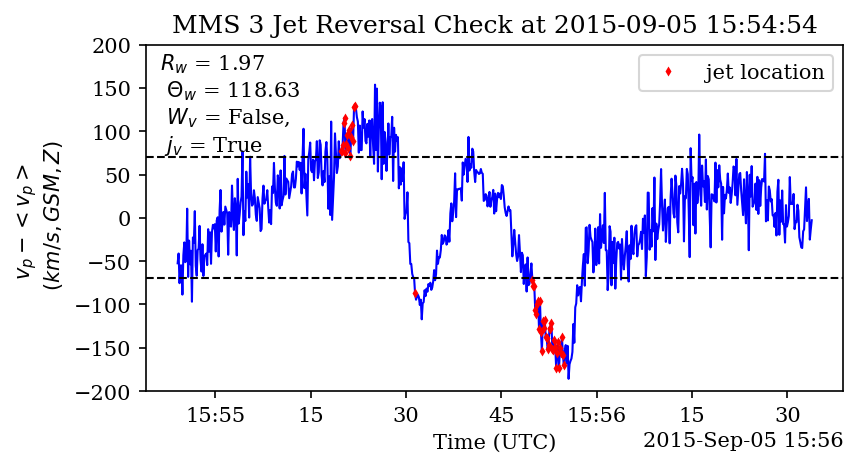 MMS 3 Jet Reversal Check at 2015-09-05 15:54:54
R_w = 1.97
Θ_w = 118.63
W_v = False,
j_v = True
jet location
v_p − < v_p >
(km/s, GSM, Z)
200
150
100
50
0
−50
−100
−150
−200
15:55 15 30 45 15:56 15 30
Time (UTC) 2015-Sep-05 15:56